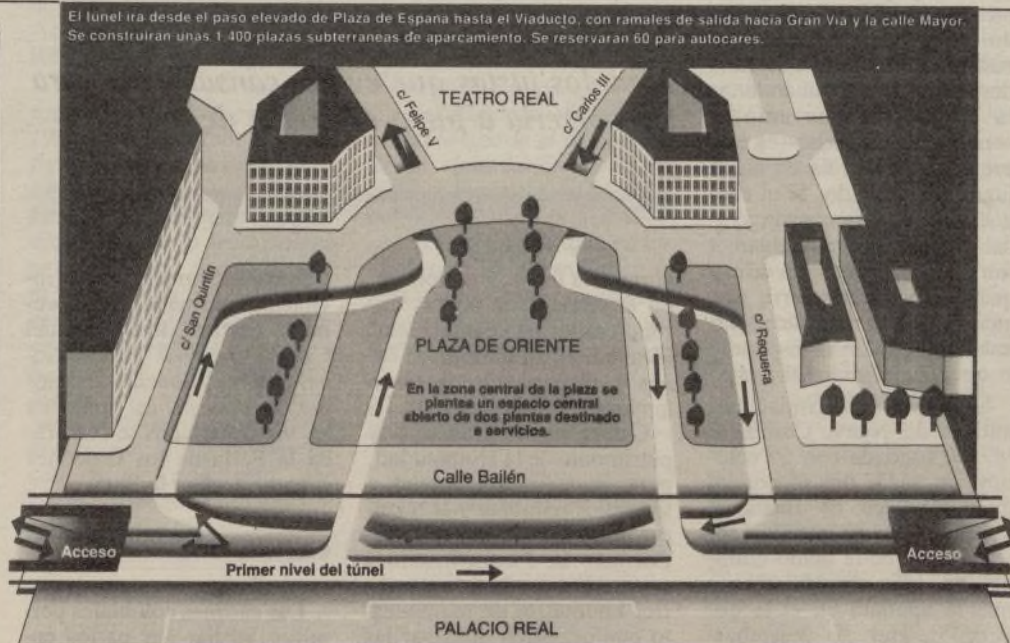 El túnel irá desde el paso elevado de Plaza de España hasta el Viaducto, con ramales de salida hacia Gran Vía y la calle Mayor.
Se construirán unas 1.400 plazas subterraneas de aparcamiento. Se reservarán 60 para autocares.
TEATRO REAL
c/ Felipe V
c/ Carlos III
c/ San Quintín
c/ Requena
PLAZA DE ORIENTE
En la zona central de la plaza se
plantea un espacio central
abierto de dos plantas destinado
a servicios.
Calle Bailén
Acceso
Acceso
Primer nivel del túnel
PALACIO REAL